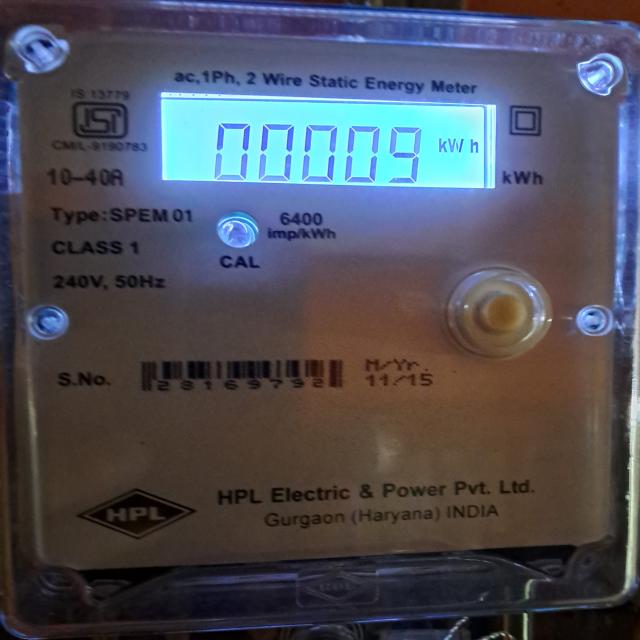 ac,1Ph, 2 Wire Static Energy Meter
IS 13779
ISI
CM/L-9190783
00009 kWh
kWh
10-40A
Type:SPEM 01
6400
imp/kWh
CLASS 1
CAL
240V, 50Hz
S.No.
28169792
M/Yr.
11/15
HPL
HPL Electric & Power Pvt. Ltd.
Gurgaon (Haryana) INDIA